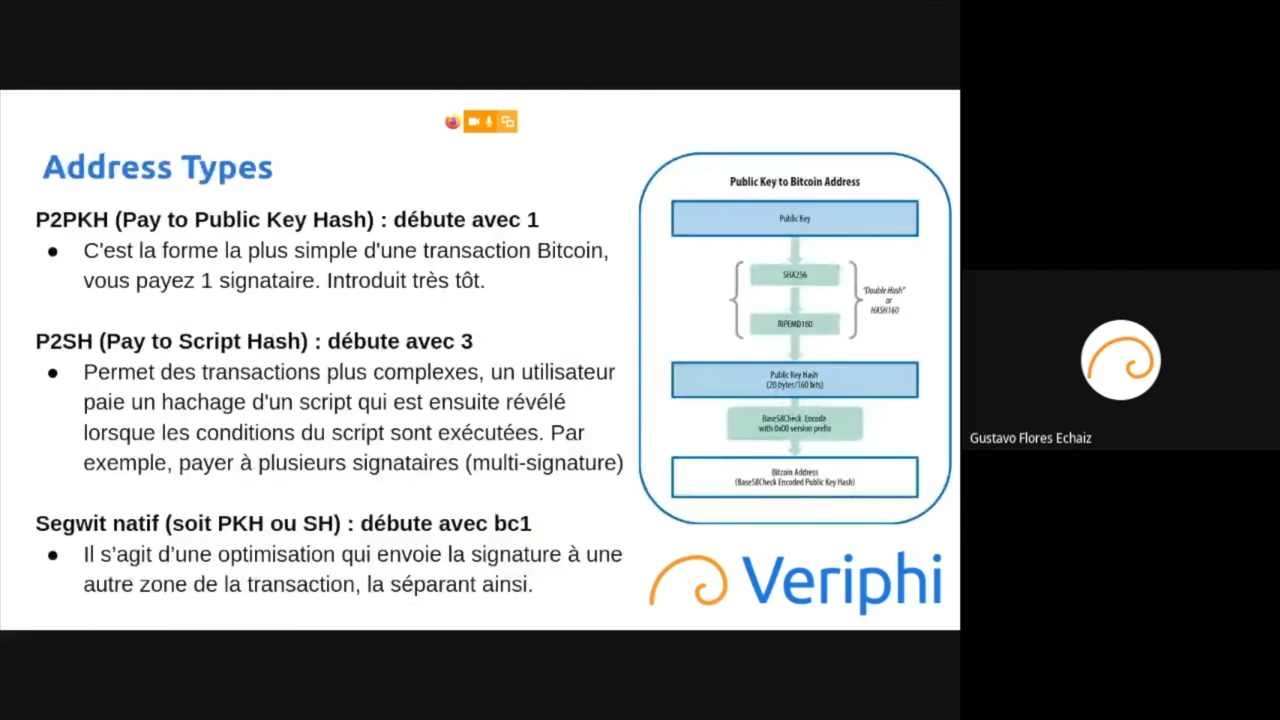 Address Types
P2PKH (Pay to Public Key Hash) : débute avec 1
● C'est la forme la plus simple d'une transaction Bitcoin,
vous payez 1 signataire. Introduit très tôt.
P2SH (Pay to Script Hash) : débute avec 3
● Permet des transactions plus complexes, un utilisateur
paie un hachage d'un script qui est ensuite révélé
lorsque les conditions du script sont exécutées. Par
exemple, payer à plusieurs signataires (multi-signature)
Segwit natif (soit PKH ou SH) : débute avec bc1
● Il s’agit d’une optimisation qui envoie la signature à une
autre zone de la transaction, la séparant ainsi.
Public Key to Bitcoin Address
Public Key
SHA256
"Double Hash"
or
HASH160
RIPEMD160
Public Key Hash
(20 bytes/160 bits)
Base58Check Encode
with 0x00 version prefix
Bitcoin Address
(Base58Check Encoded Public Key Hash)
Veriphi
Gustavo Flores Echaiz